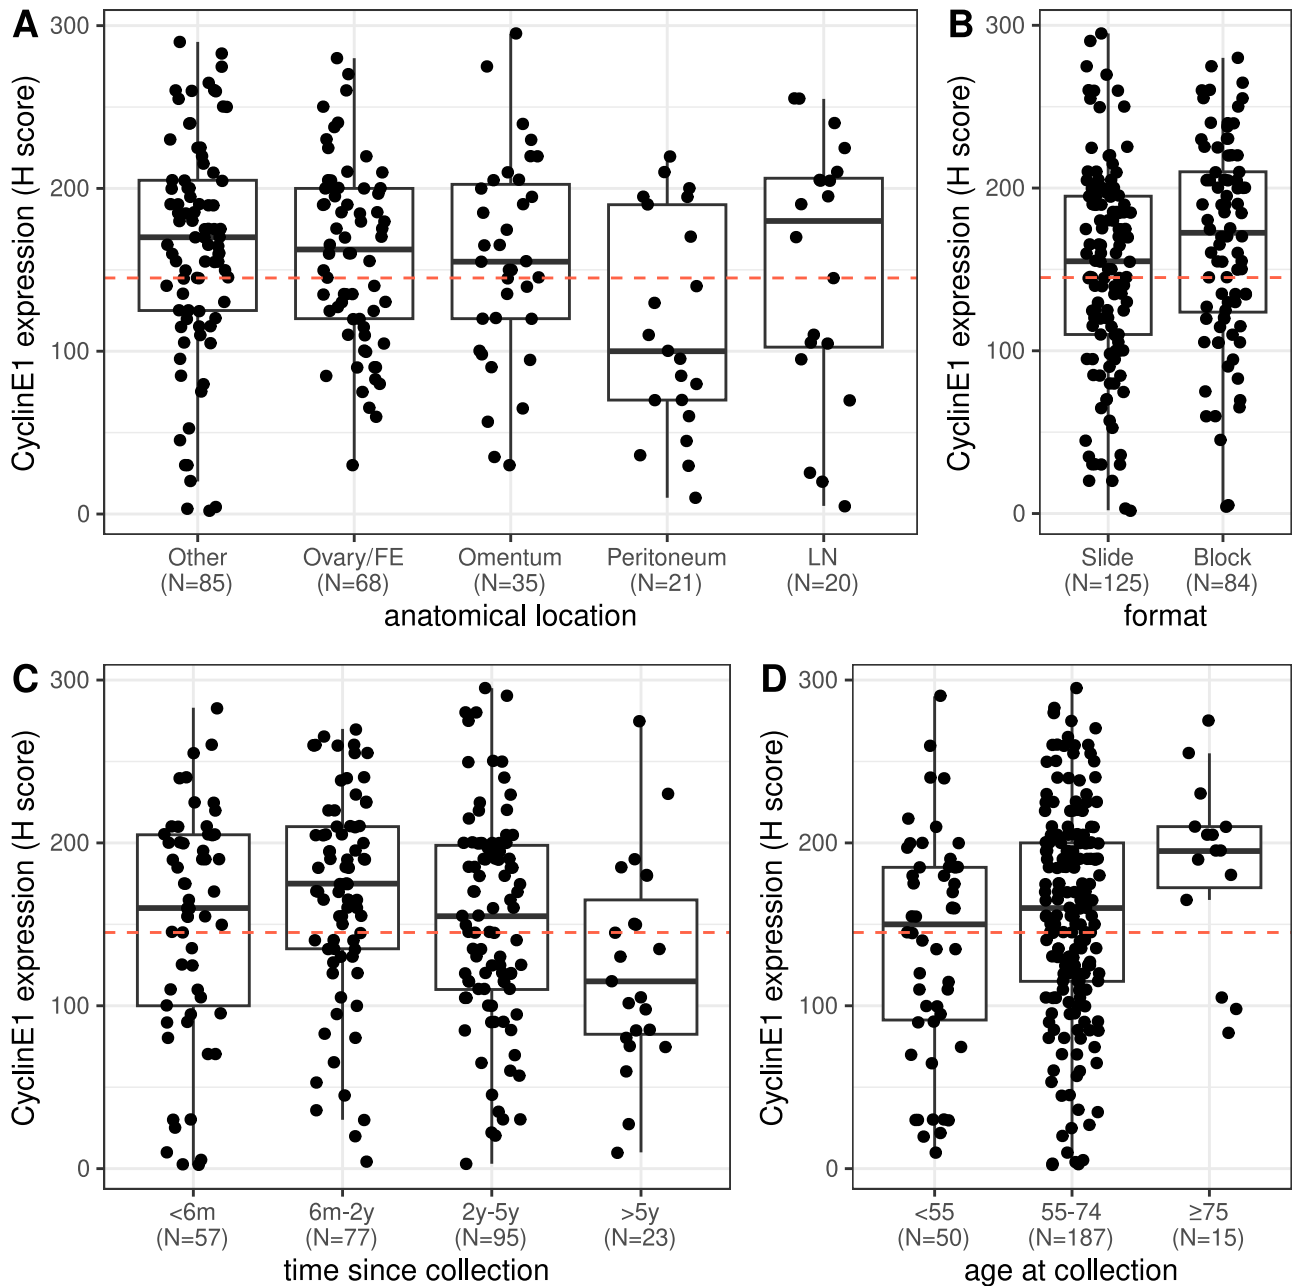 A
CyclinE1 expression (H score)
300
200
100
0
Other
(N=85)
Ovary/FE
(N=68)
Omentum
(N=35)
Peritoneum
(N=21)
LN
(N=20)
anatomical location
B
CyclinE1 expression (H score)
300
200
100
0
Slide
(N=125)
Block
(N=84)
format
C
CyclinE1 expression (H score)
300
200
100
0
<6m
(N=57)
6m-2y
(N=77)
2y-5y
(N=95)
>5y
(N=23)
time since collection
D
CyclinE1 expression (H score)
300
200
100
0
<55
(N=50)
55-74
(N=187)
≥75
(N=15)
age at collection